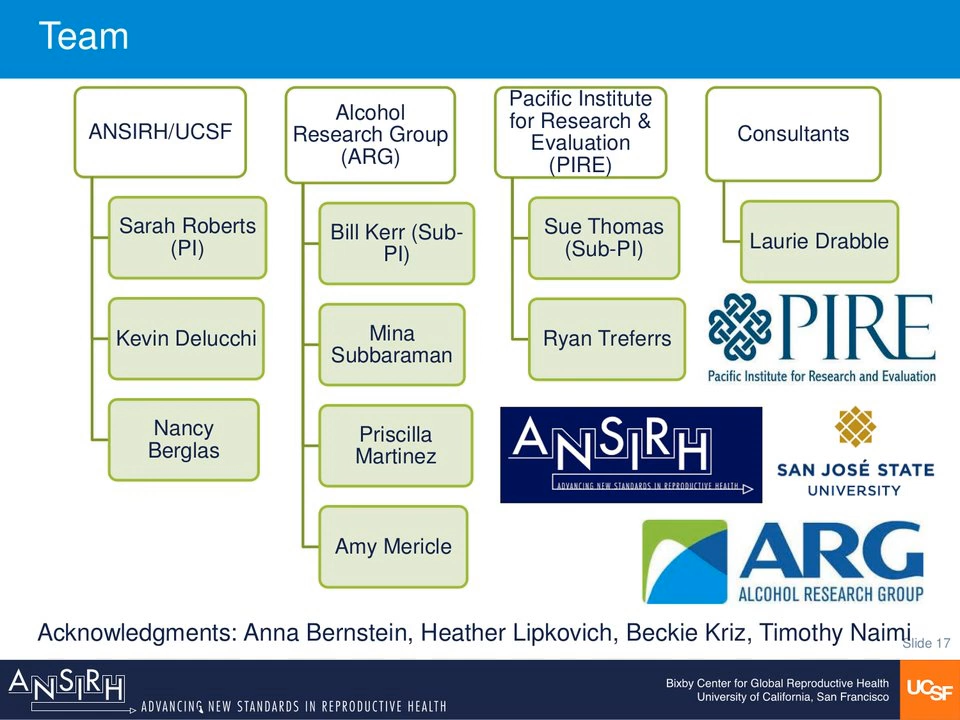 Team
ANSIRH/UCSF
Sarah Roberts
(PI)
Kevin Delucchi
Nancy
Berglas
Alcohol
Research Group
(ARG)
Bill Kerr (Sub-
PI)
Mina
Subbaraman
Priscilla
Martinez
Amy Mericle
Pacific Institute
for Research &
Evaluation
(PIRE)
Sue Thomas
(Sub-PI)
Ryan Treferrs
Consultants
Laurie Drabble
PIRE
Pacific Institute for Research and Evaluation
ANSIRH
ADVANCING NEW STANDARDS IN REPRODUCTIVE HEALTH
SAN JOSÉ STATE
UNIVERSITY
ARG
ALCOHOL RESEARCH GROUP
Acknowledgments: Anna Bernstein, Heather Lipkovich, Beckie Kriz, Timothy Naimi
Slide 17
ANSIRH
ADVANCING NEW STANDARDS IN REPRODUCTIVE HEALTH
Bixby Center for Global Reproductive Health
University of California, San Francisco
UCSF